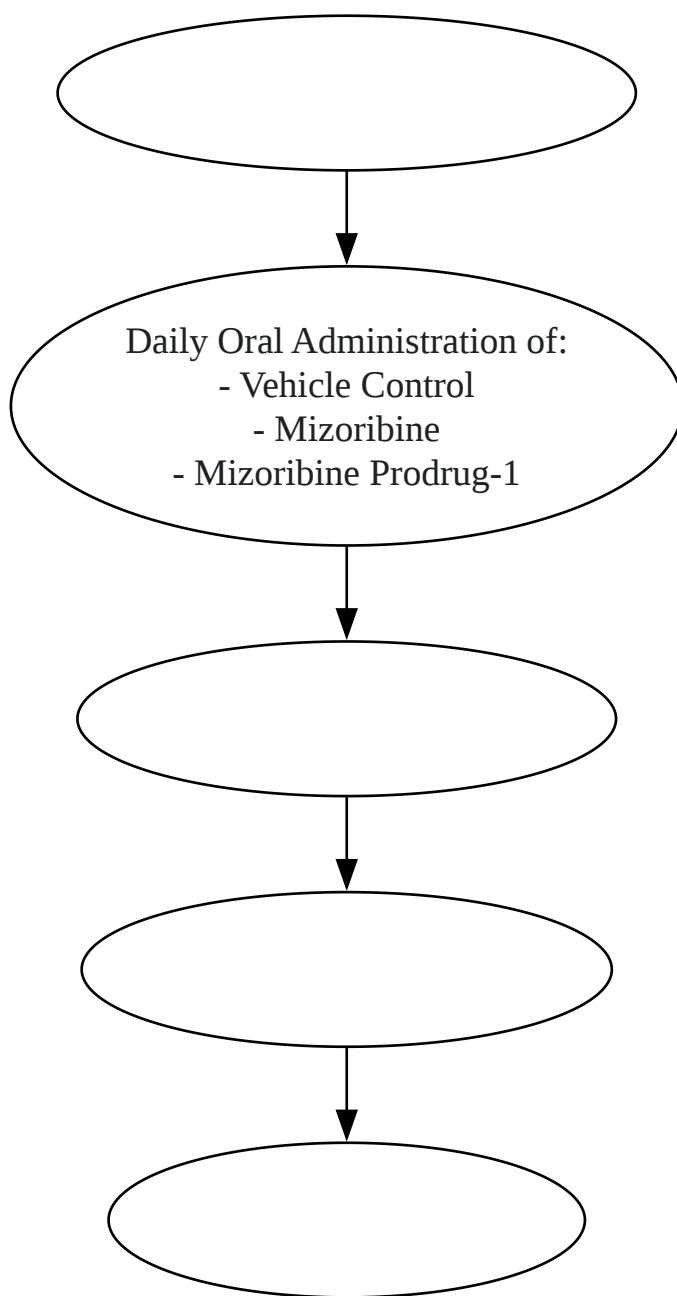 Daily Oral Administration of:
- Vehicle Control
- Mizoribine
- Mizoribine Prodrug-1